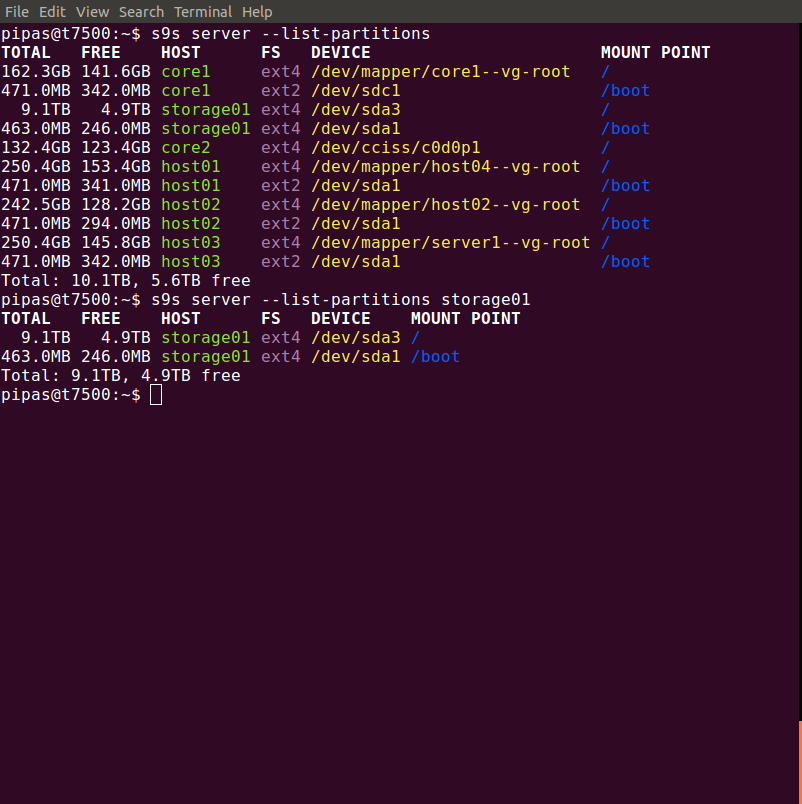 File Edit View Search Terminal Help
pipas@t7500:~$ s9s server --list-partitions
TOTAL   FREE    HOST      FS   DEVICE                       MOUNT POINT
162.3GB 141.6GB core1     ext4 /dev/mapper/core1--vg-root   /
471.0MB 342.0MB core1     ext2 /dev/sdc1                    /boot
  9.1TB   4.9TB storage01 ext4 /dev/sda3                    /
463.0MB 246.0MB storage01 ext4 /dev/sda1                    /boot
132.4GB 123.4GB core2     ext4 /dev/cciss/c0d0p1            /
250.4GB 153.4GB host01    ext4 /dev/mapper/host04--vg-root  /
471.0MB 341.0MB host01    ext2 /dev/sda1                    /boot
242.5GB 128.2GB host02    ext4 /dev/mapper/host02--vg-root  /
471.0MB 294.0MB host02    ext2 /dev/sda1                    /boot
250.4GB 145.8GB host03    ext4 /dev/mapper/server1--vg-root /
471.0MB 342.0MB host03    ext2 /dev/sda1                    /boot
Total: 10.1TB, 5.6TB free
pipas@t7500:~$ s9s server --list-partitions storage01
TOTAL   FREE    HOST      FS   DEVICE    MOUNT POINT
  9.1TB   4.9TB storage01 ext4 /dev/sda3 /
463.0MB 246.0MB storage01 ext4 /dev/sda1 /boot
Total: 9.1TB, 4.9TB free
pipas@t7500:~$